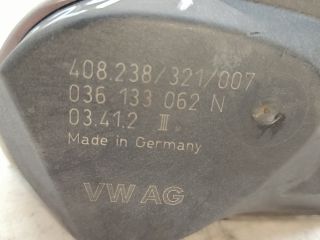 408.238/321/007
036 133 062 N
03.41.2 III
Made in Germany
VW AG